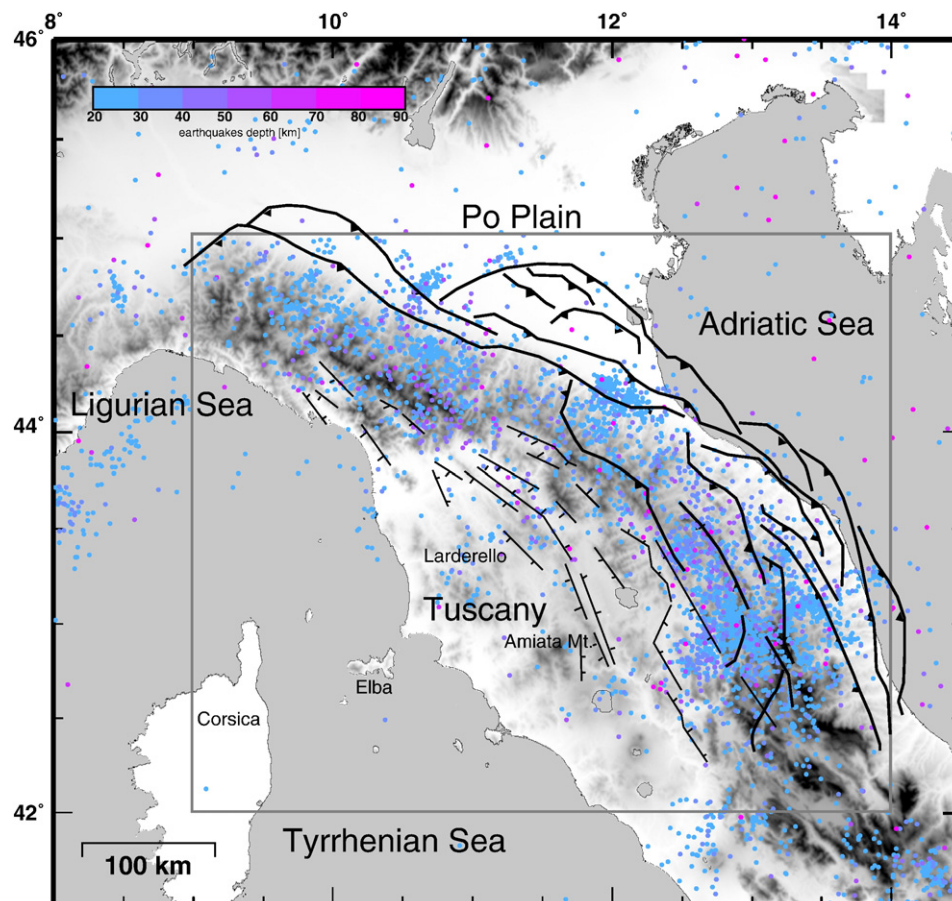 8˚ 10˚ 12˚ 14˚
46˚
20 30 40 50 60 70 80 90
earthquakes depth [km]
Po Plain
Adriatic Sea
Ligurian Sea
44˚
Larderello
Tuscany
Amiata Mt.
Elba
Corsica
42˚
Tyrrhenian Sea
100 km